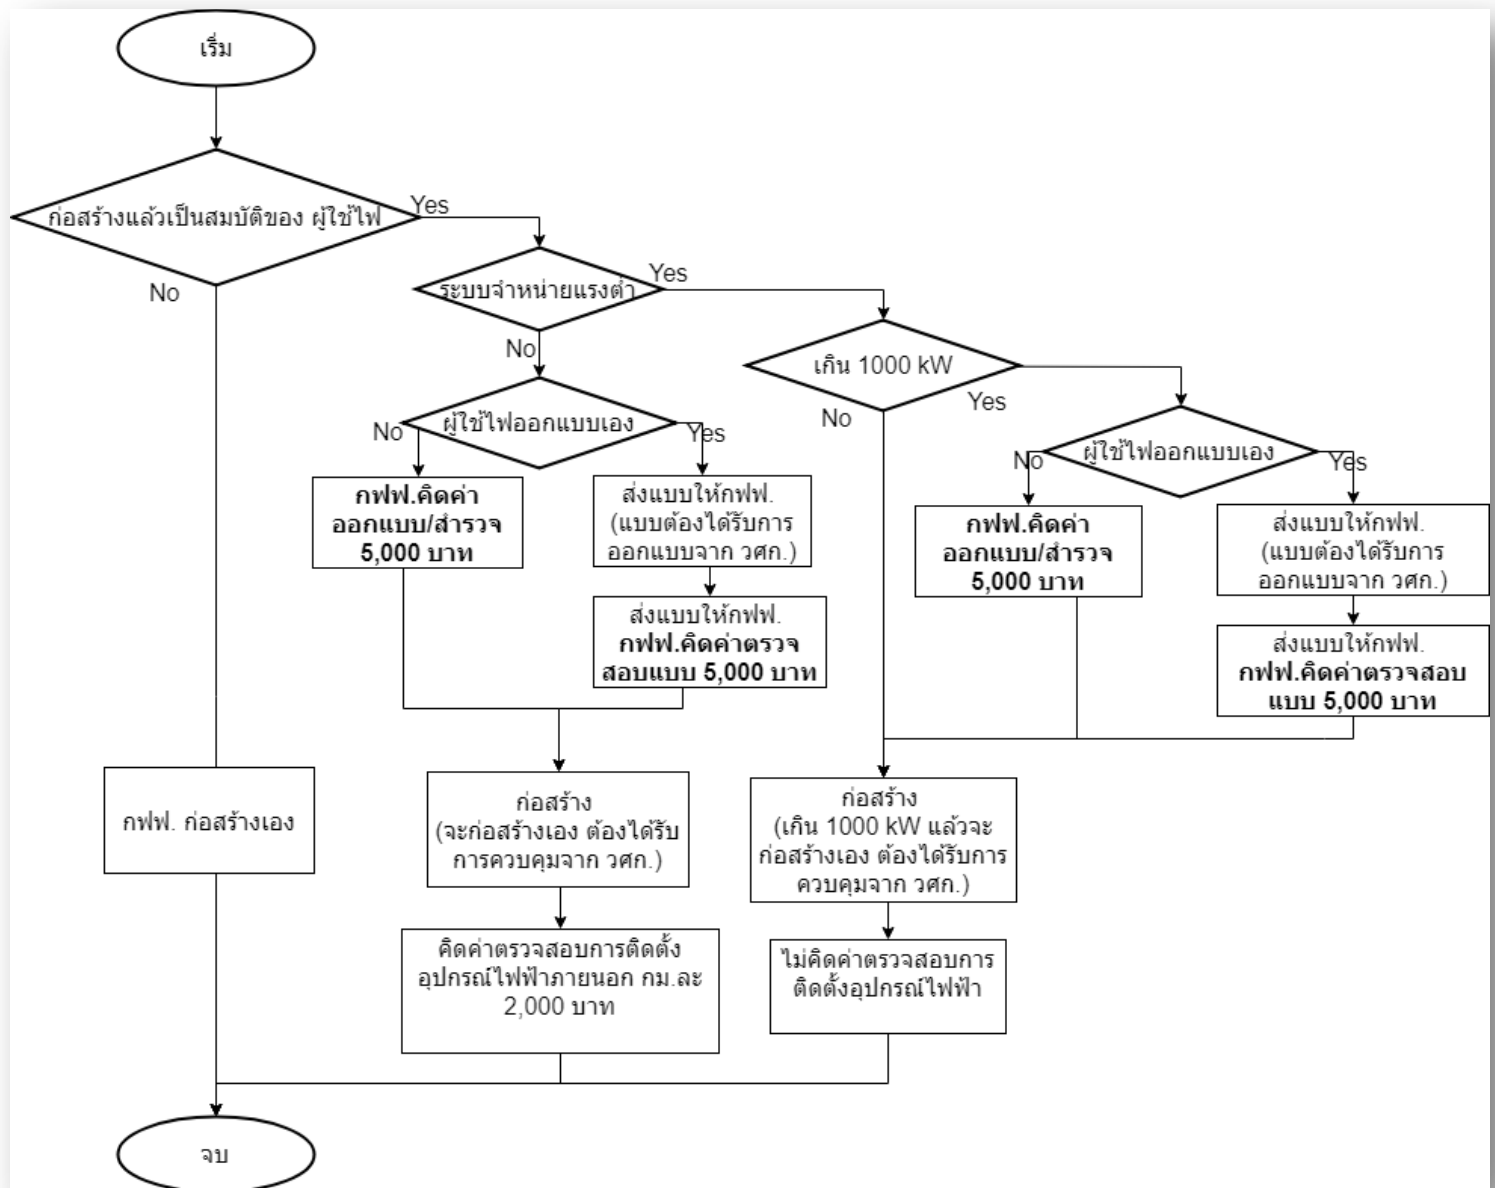 เริ่ม
ก่อสร้างแล้วเป็นสมบัติของ ผู้ใช้ไฟ
Yes
No
ระบบจำหน่ายแรงต่ำ
Yes
No
เกิน 1000 kW
No
Yes
ผู้ใช้ไฟออกแบบเอง
No
Yes
ผู้ใช้ไฟออกแบบเอง
No
Yes
กฟฟ.คิดค่า
ออกแบบ/สำรวจ
5,000 บาท
ส่งแบบให้กฟฟ.
(แบบต้องได้รับการ
ออกแบบจาก วศก.)
กฟฟ.คิดค่า
ออกแบบ/สำรวจ
5,000 บาท
ส่งแบบให้กฟฟ.
(แบบต้องได้รับการ
ออกแบบจาก วศก.)
ส่งแบบให้กฟฟ.
กฟฟ.คิดค่าตรวจ
สอบแบบ 5,000 บาท
ส่งแบบให้กฟฟ.
กฟฟ.คิดค่าตรวจสอบ
แบบ 5,000 บาท
กฟฟ. ก่อสร้างเอง
ก่อสร้าง
(จะก่อสร้างเอง ต้องได้รับ
การควบคุมจาก วศก.)
ก่อสร้าง
(เกิน 1000 kW แล้วจะ
ก่อสร้างเอง ต้องได้รับการ
ควบคุมจาก วศก.)
คิดค่าตรวจสอบการติดตั้ง
อุปกรณ์ไฟฟ้าภายนอก กม.ละ
2,000 บาท
ไม่คิดค่าตรวจสอบการ
ติดตั้งอุปกรณ์ไฟฟ้า
จบ